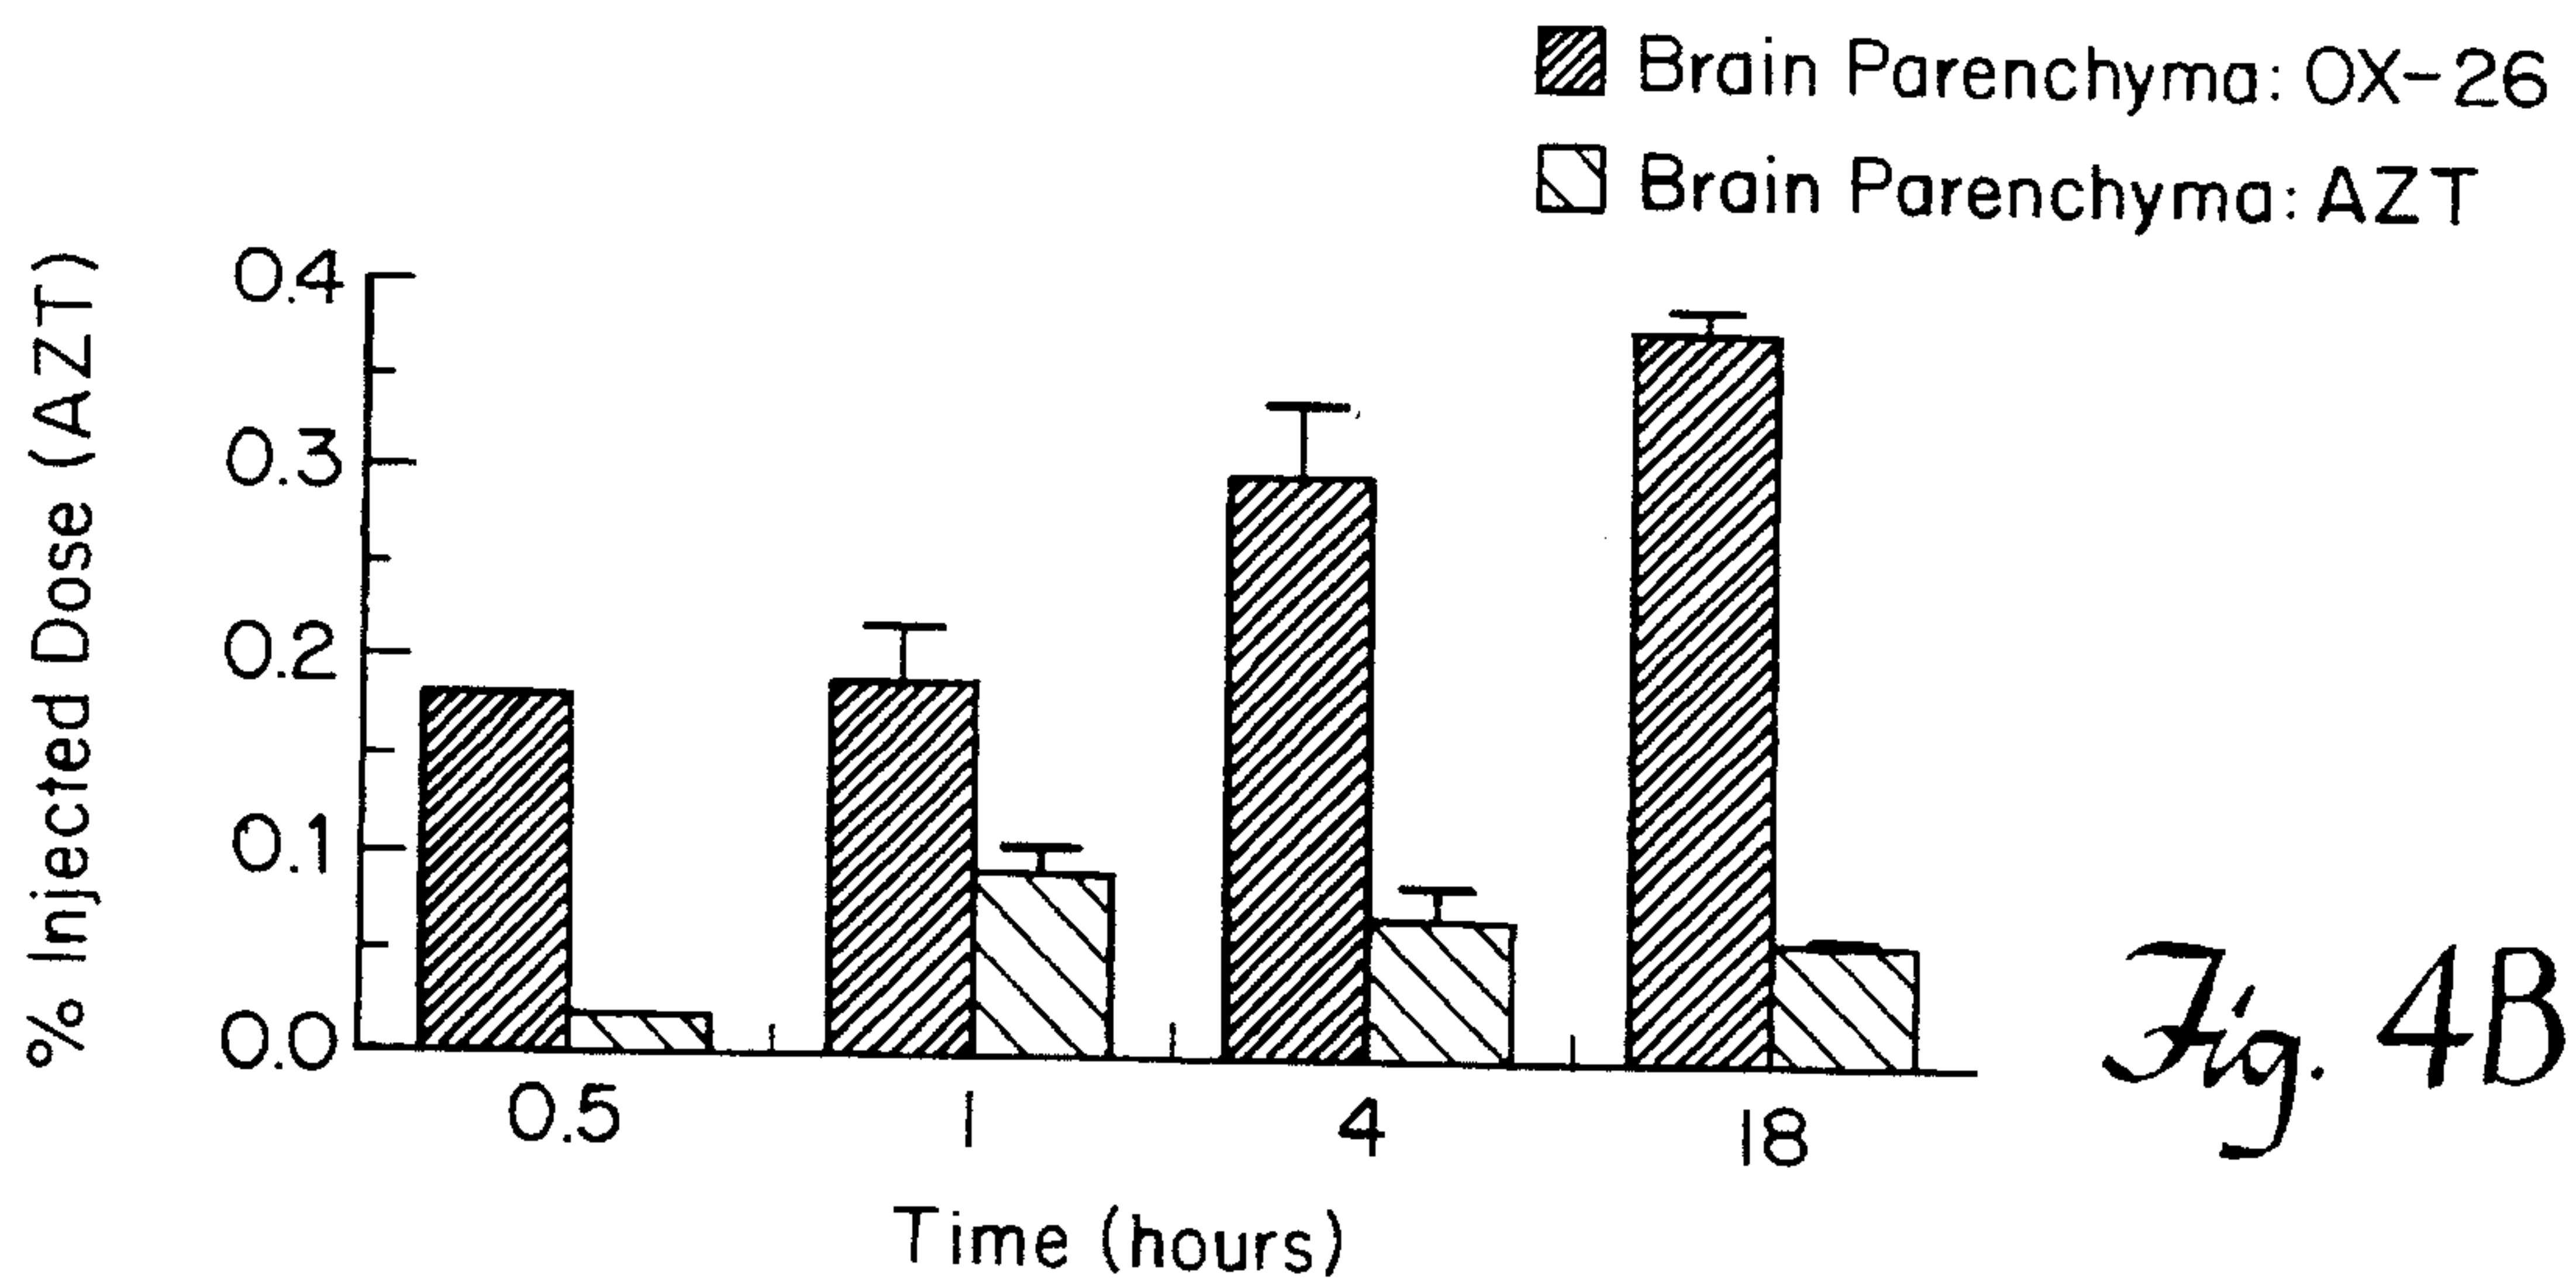 Brain Parenchyma: OX-26
Brain Parenchyma: AZT
% Injected Dose (AZT)
0.4
0.3
0.2
0.1
0.0
0.5 1 4 18
Time (hours)
Fig. 4B